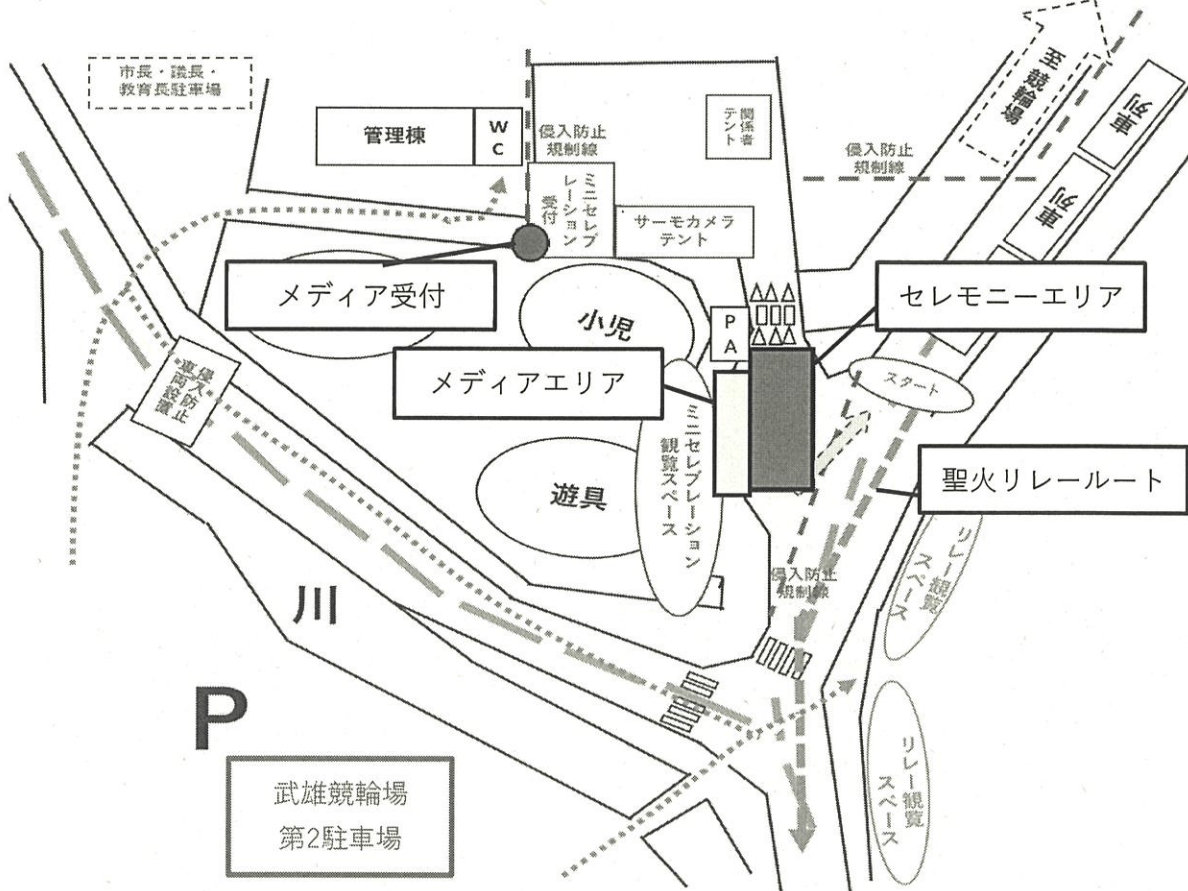 市長・議長・
教育長駐車場
管理棟
WC
侵入防止
規制線
関係者
テント
至競輪場
車列
車列
侵入防止
規制線
ミニセレブ
レーション
受付
サーモカメラ
テント
メディア受付
小児
PA
セレモニーエリア
メディアエリア
スタート
侵入防止
車両設置
ミニセレブレーション
観覧スペース
遊具
聖火リレールート
リレー観覧
スペース
侵入防止
規制線
川
P
武雄競輪場
第2駐車場
リレー観覧
スペース